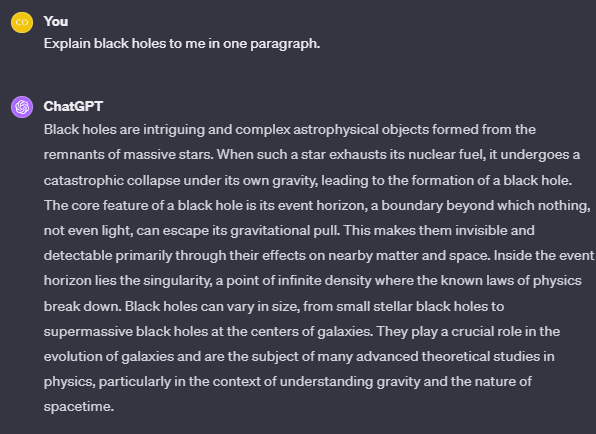 CO
You
Explain black holes to me in one paragraph.
ChatGPT
Black holes are intriguing and complex astrophysical objects formed from the
remnants of massive stars. When such a star exhausts its nuclear fuel, it undergoes a
catastrophic collapse under its own gravity, leading to the formation of a black hole.
The core feature of a black hole is its event horizon, a boundary beyond which nothing,
not even light, can escape its gravitational pull. This makes them invisible and
detectable primarily through their effects on nearby matter and space. Inside the event
horizon lies the singularity, a point of infinite density where the known laws of physics
break down. Black holes can vary in size, from small stellar black holes to
supermassive black holes at the centers of galaxies. They play a crucial role in the
evolution of galaxies and are the subject of many advanced theoretical studies in
physics, particularly in the context of understanding gravity and the nature of
spacetime.